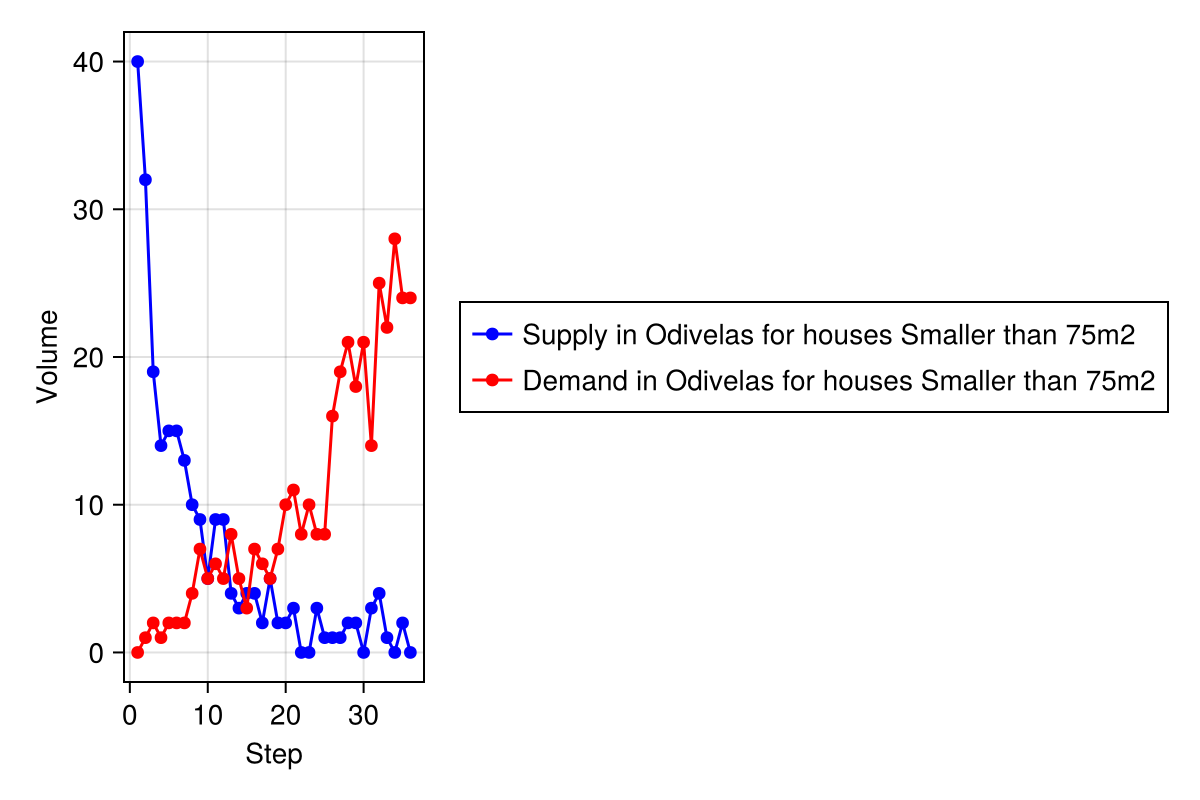 40
30
20
10
0
Volume
0 10 20 30
Step
Supply in Odivelas for houses Smaller than 75m2
Demand in Odivelas for houses Smaller than 75m2